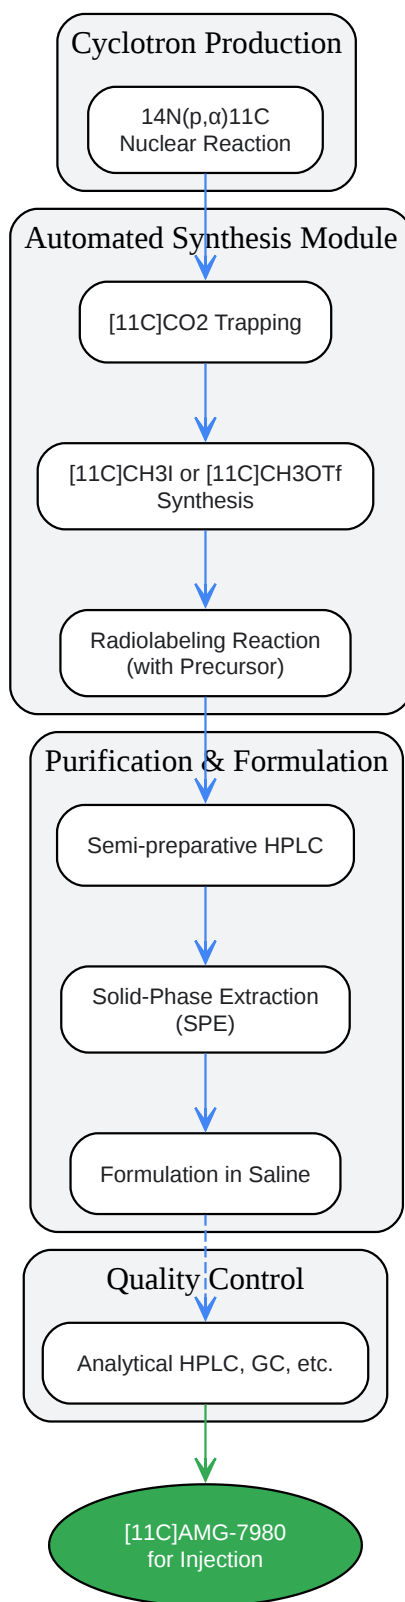 Cyclotron Production
14N(p,α)11C
Nuclear Reaction
Automated Synthesis Module
[11C]CO2 Trapping
[11C]CH3I or [11C]CH3OTf
Synthesis
Radiolabeling Reaction
(with Precursor)
Purification & Formulation
Semi-preparative HPLC
Solid-Phase Extraction
(SPE)
Formulation in Saline
Quality Control
Analytical HPLC, GC, etc.
[11C]AMG-7980
for Injection